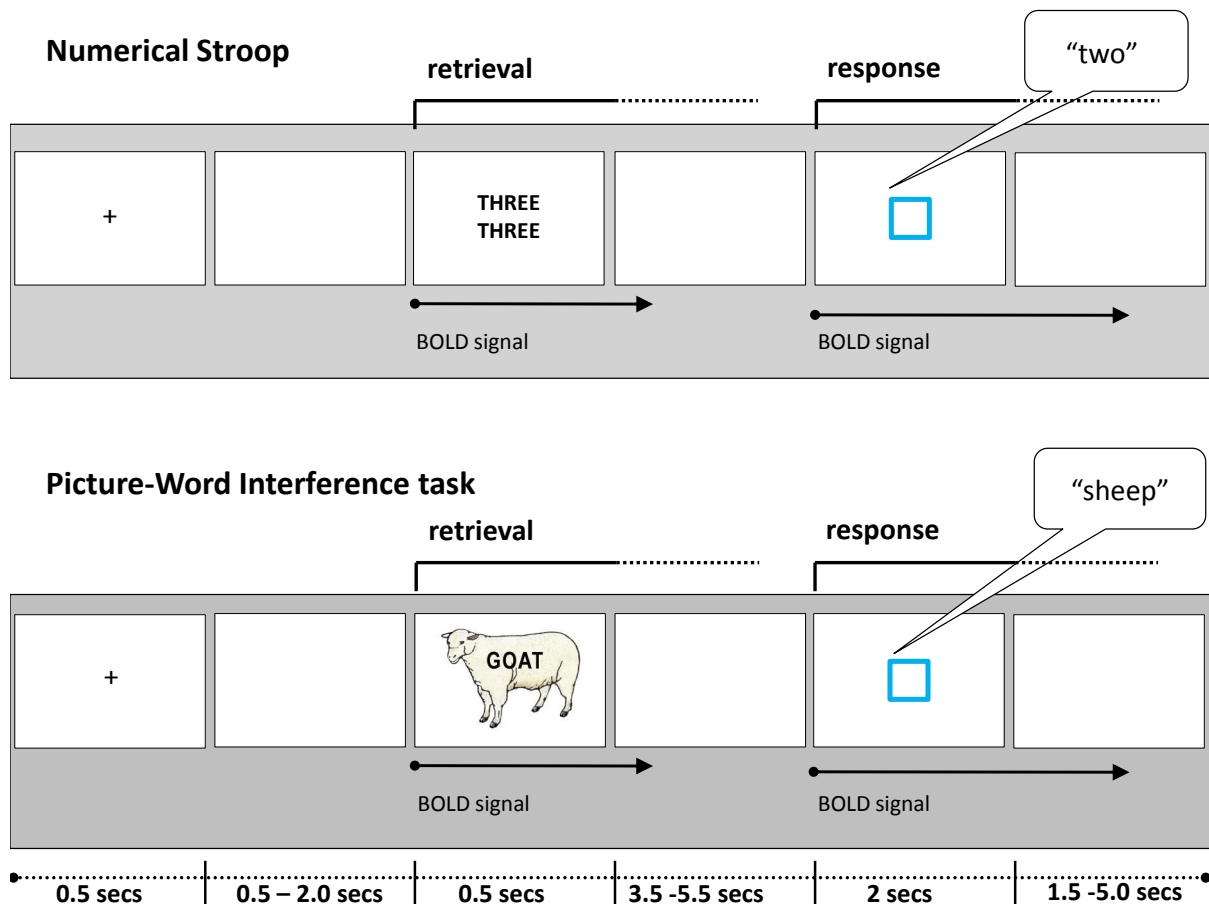 Numerical Stroop
retrieval
response
“two”
+
THREE
THREE
BOLD signal
BOLD signal
Picture-Word Interference task
retrieval
response
“sheep”
+
GOAT
BOLD signal
BOLD signal
0.5 secs
0.5 – 2.0 secs
0.5 secs
3.5 -5.5 secs
2 secs
1.5 -5.0 secs